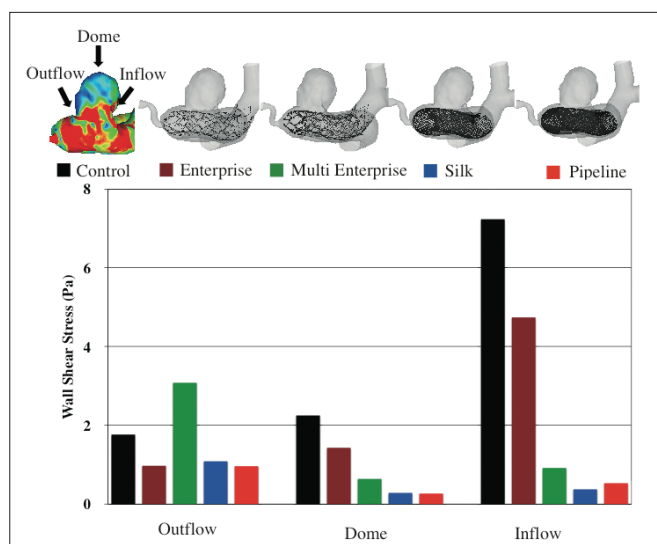 Dome
Outflow Inflow
Control Enterprise Multi Enterprise Silk Pipeline
8
6
4
2
0
Wall Shear Stress (Pa)
Outflow Dome Inflow